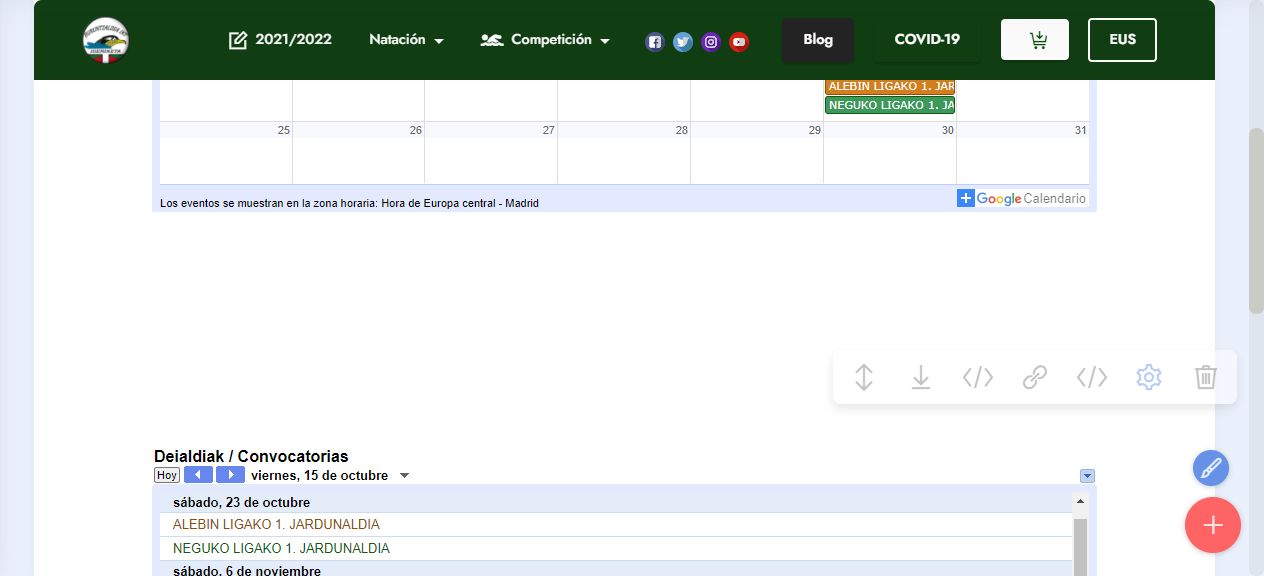 2021/2022 Natación Competición Blog COVID-19 EUS
ALEBIN LIGAKO 1. JAR
NEGUKO LIGAKO 1. JA
25 26 27 28 29 30 31
Los eventos se muestran en la zona horaria: Hora de Europa central - Madrid
Google Calendario
Deialdiak / Convocatorias
Hoy viernes, 15 de octubre
sábado, 23 de octubre
ALEBIN LIGAKO 1. JARDUNALDIA
NEGUKO LIGAKO 1. JARDUNALDIA
sábado, 6 de noviembre